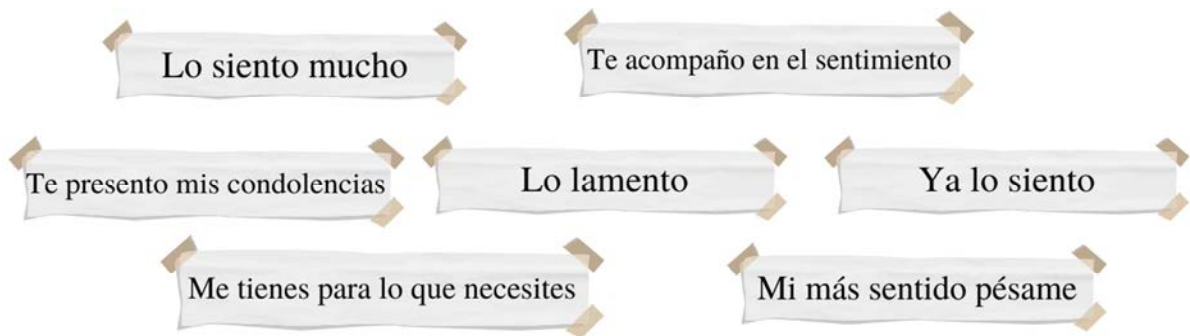 Lo siento mucho
Te acompaño en el sentimiento
Te presento mis condolencias
Lo lamento
Ya lo siento
Me tienes para lo que necesites
Mi más sentido pésame